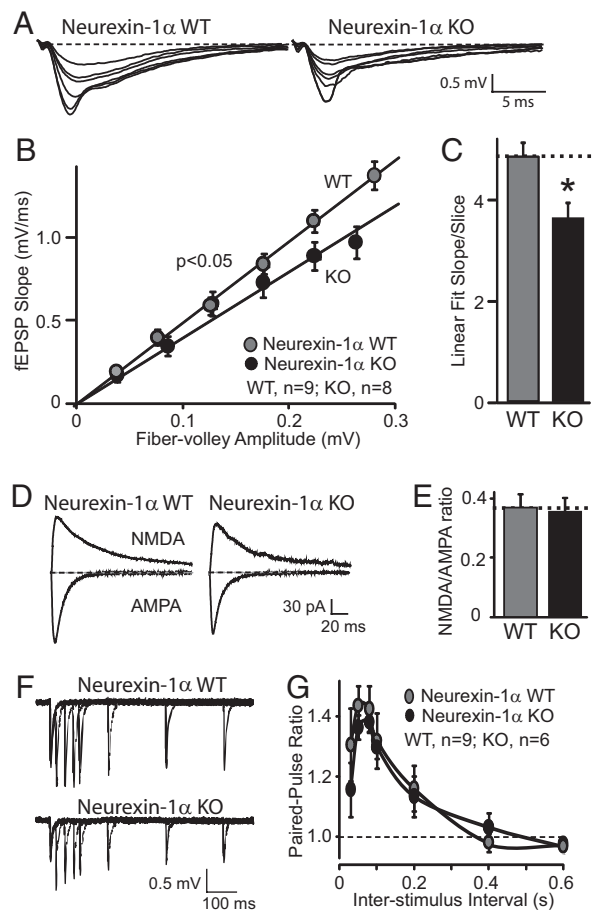 A
Neurexin-1α WT
Neurexin-1α KO
0.5 mV
5 ms
B
fEPSP Slope (mV/ms)
1.0
0.5
0
WT
p<0.05
KO
Neurexin-1α WT
Neurexin-1α KO
WT, n=9; KO, n=8
0
0.1
0.2
0.3
Fiber-volley Amplitude (mV)
C
Linear Fit Slope/Slice
4
2
0
*
WT
KO
D
Neurexin-1α WT
Neurexin-1α KO
NMDA
AMPA
30 pA
20 ms
E
NMDA/AMPA ratio
0.4
0.2
0
WT
KO
F
Neurexin-1α WT
Neurexin-1α KO
0.5 mV
100 ms
G
Paired-Pulse Ratio
1.4
1.2
1.0
Neurexin-1α WT
Neurexin-1α KO
WT, n=9; KO, n=6
0
0.2
0.4
0.6
Inter-stimulus Interval (s)